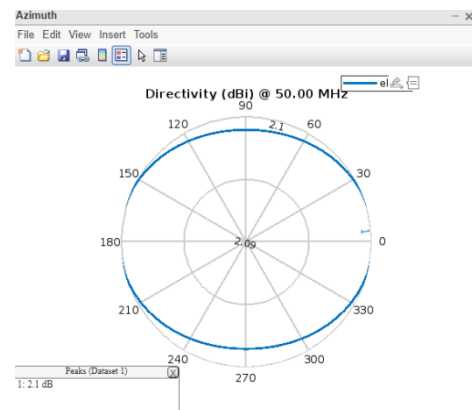 Azimuth
File Edit View Insert Tools
Directivity (dBi) @ 50.00 MHz
el
90
120
2.1
60
150
30
1
180
2.09
0
210
330
240
300
270
Peaks (Dataset 1)
X
1: 2.1 dB